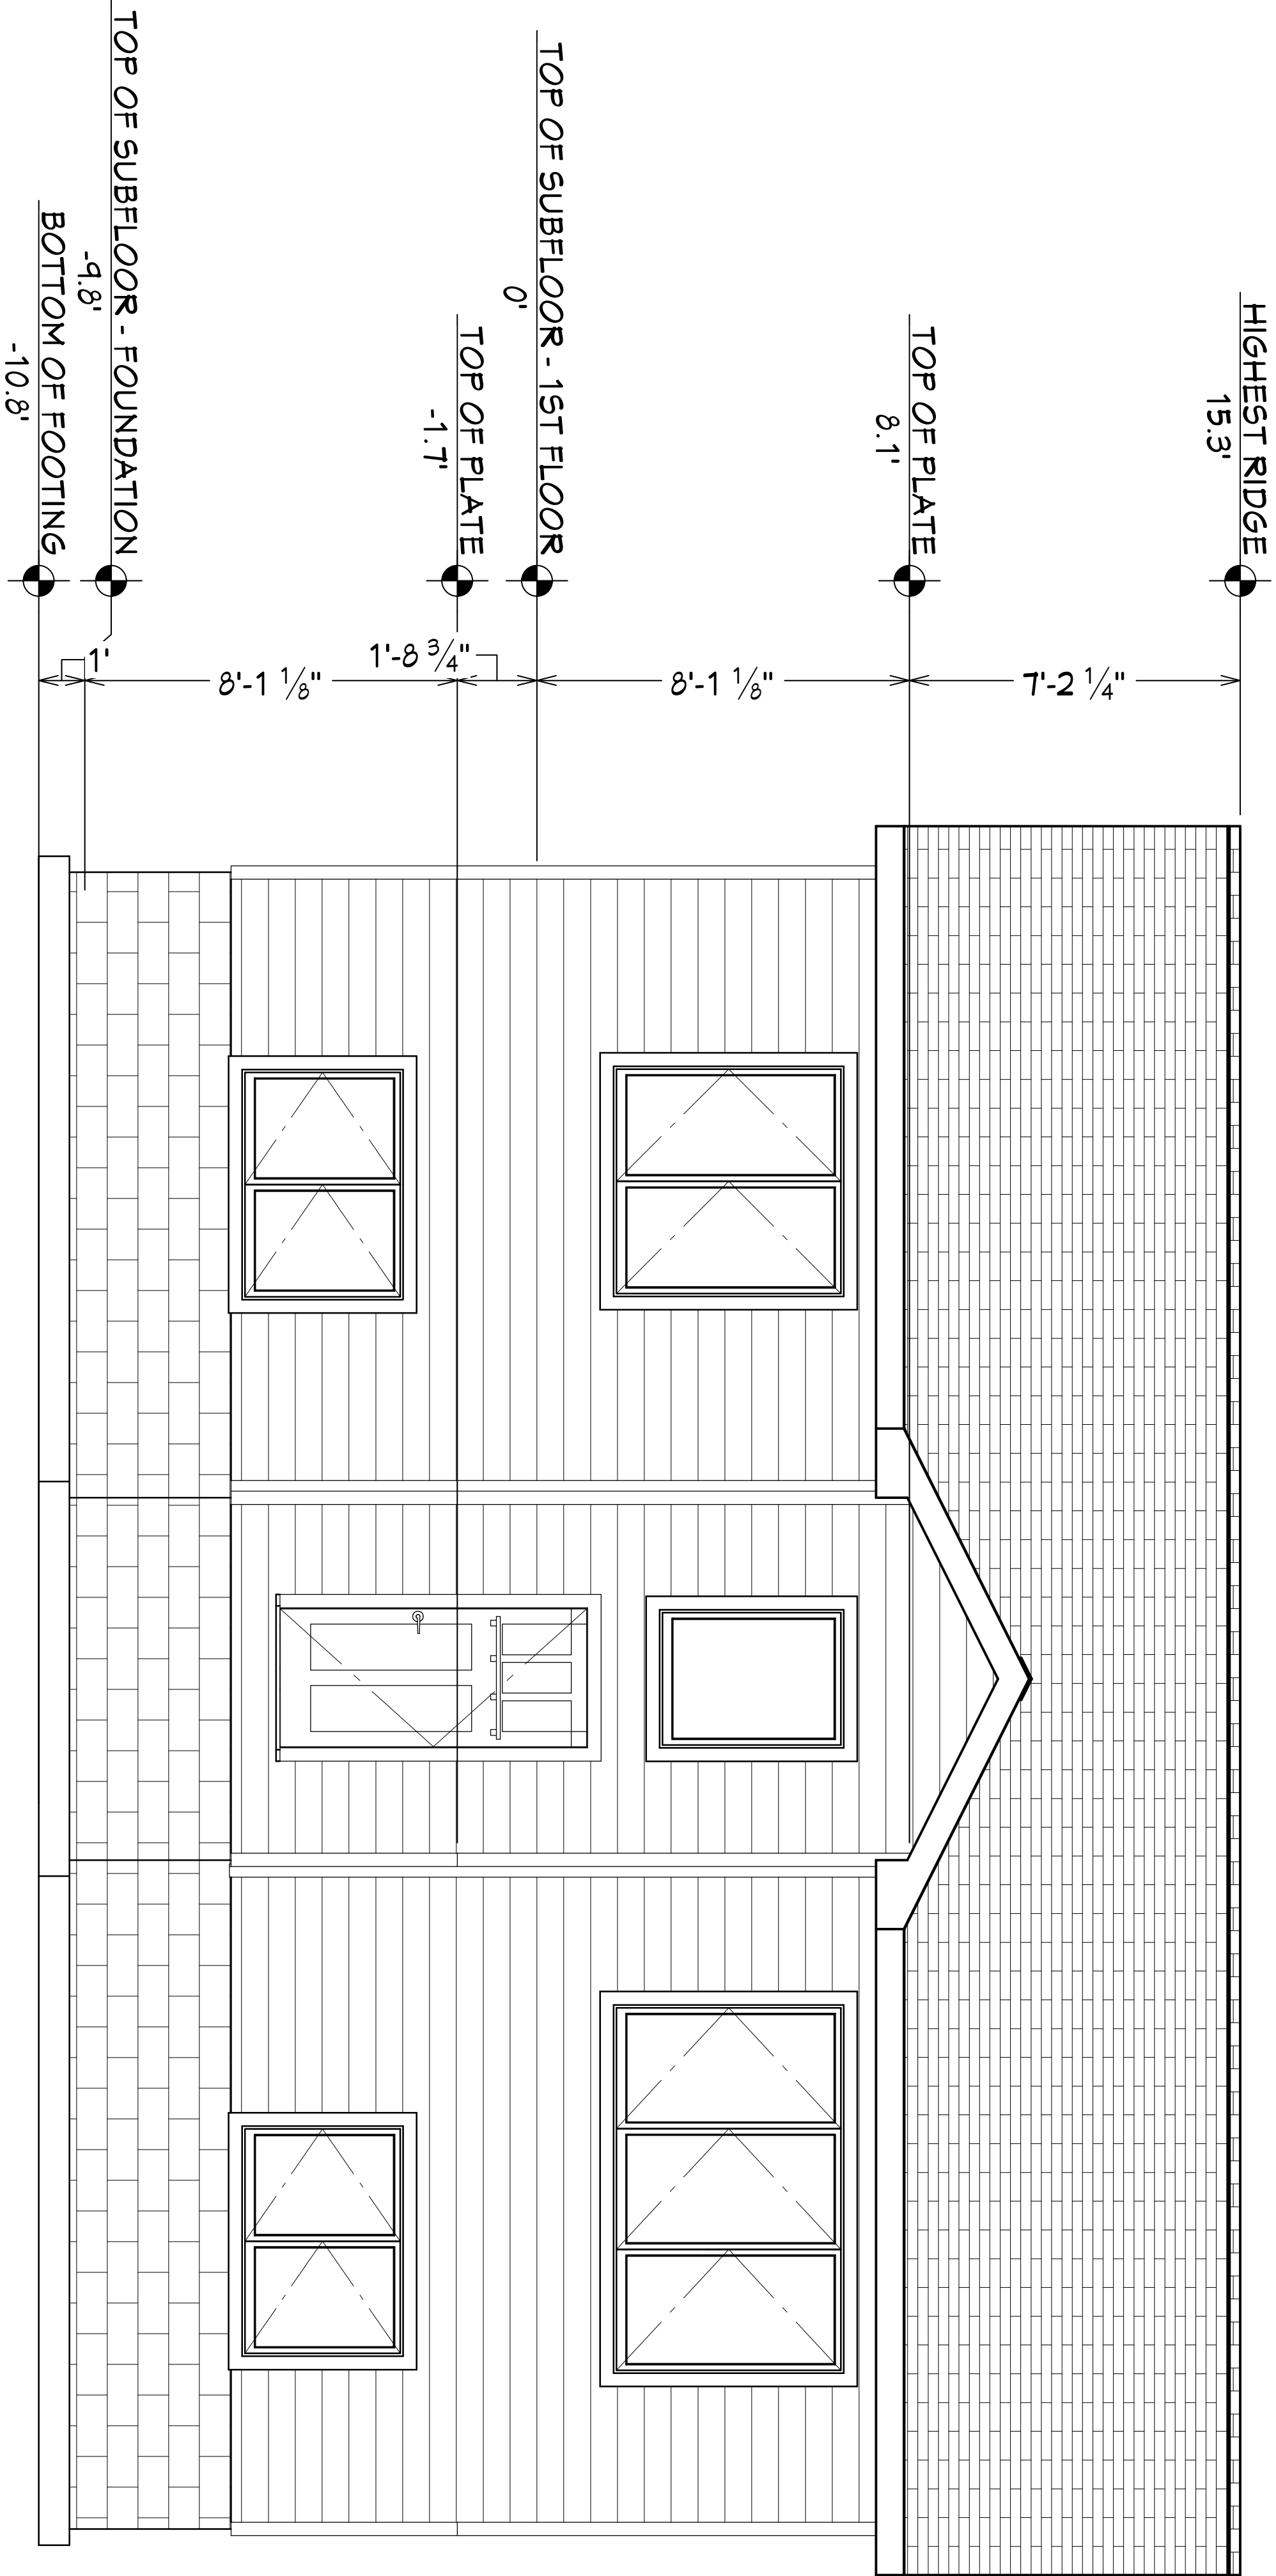 HIGHEST RIDGE
15.3'
7'-2 1/4"
TOP OF PLATE
8.1'
8'-1 1/8"
TOP OF SUBFLOOR - 1ST FLOOR
0'
1'-8 3/4"
TOP OF PLATE
-1.7'
8'-1 1/8"
TOP OF SUBFLOOR - FOUNDATION
-9.8'
1'
BOTTOM OF FOOTING
-10.8'